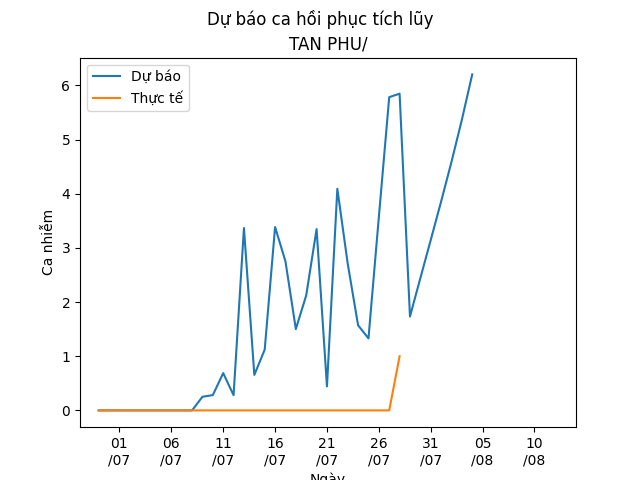 Dự báo ca hồi phục tích lũy
TAN PHU/
Dự báo
Thực tế
Ca nhiễm
6
5
4
3
2
1
0
01 06 11 16 21 26 31 05 10
/07 /07 /07 /07 /07 /07 /07 /08 /08
Ngày